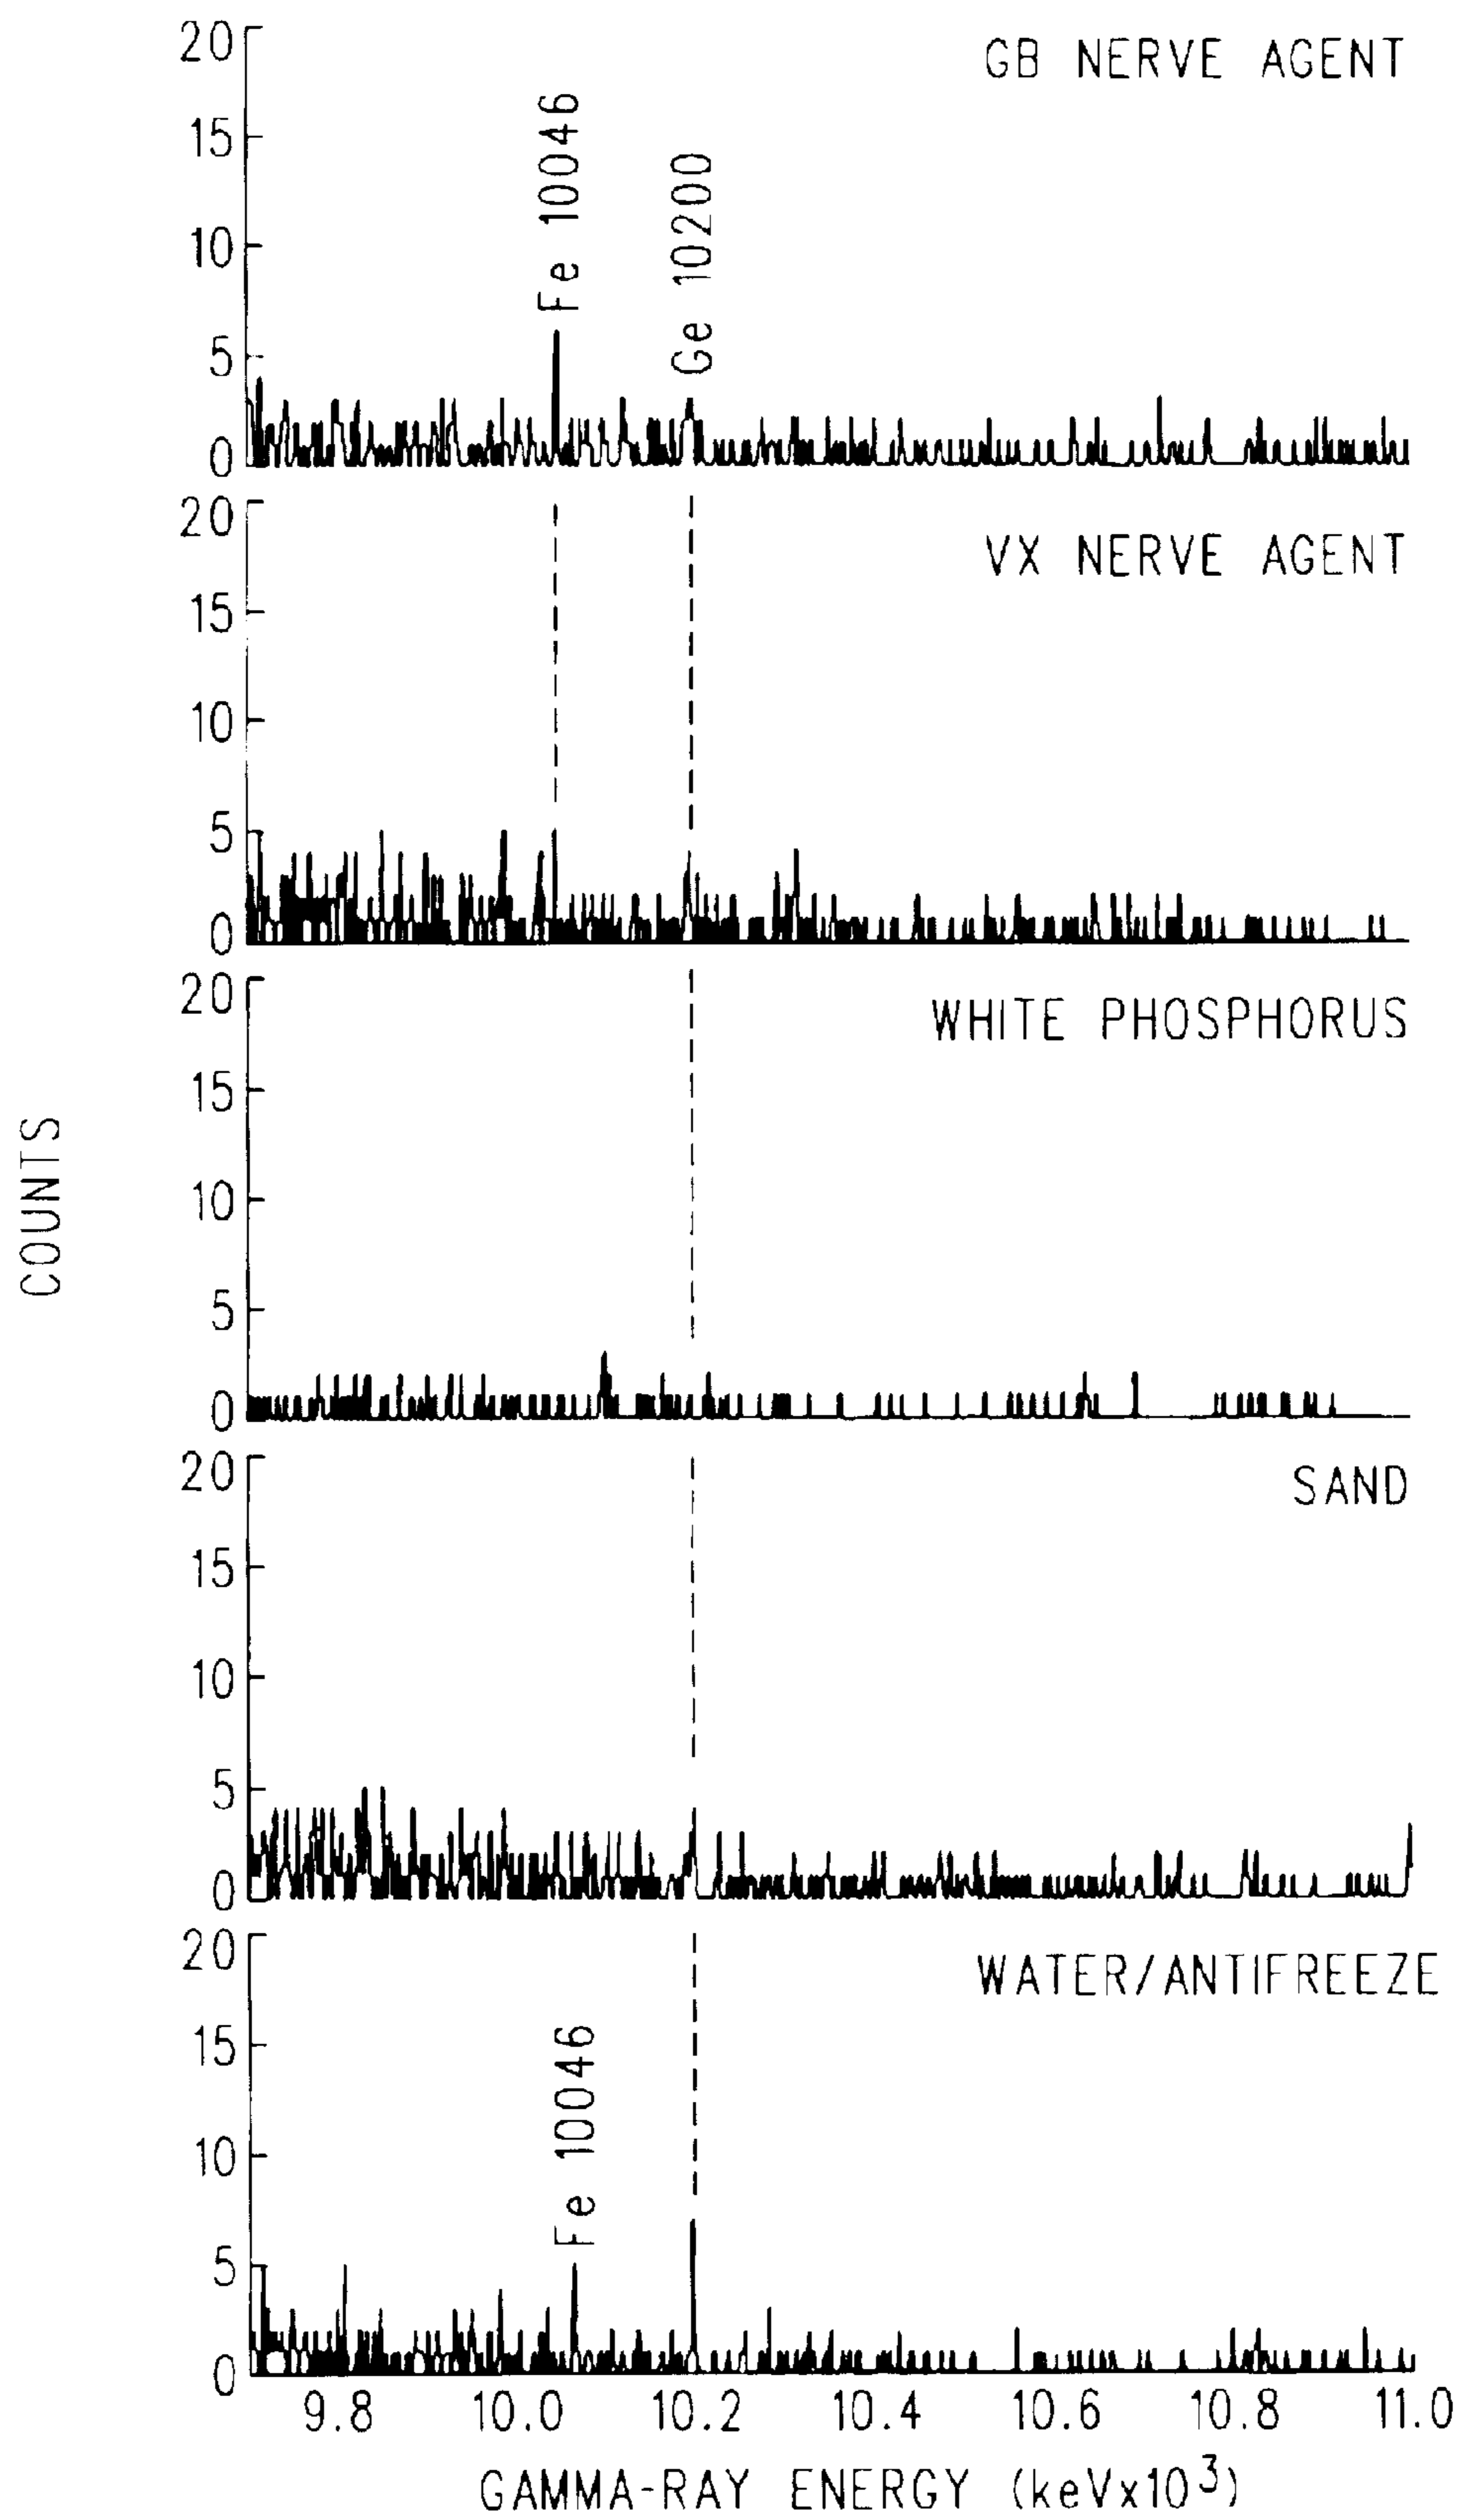 GB NERVE AGENT
20
15
10
5
0
Fe 10046
Ge 10200
VX NERVE AGENT
20
15
10
5
0
WHITE PHOSPHORUS
20
15
10
5
0
COUNTS
SAND
20
15
10
5
0
WATER/ANTIFREEZE
20
15
10
5
0
Fe 10046
9.8 10.0 10.2 10.4 10.6 10.8 11.0
GAMMA-RAY ENERGY (keVx10³)